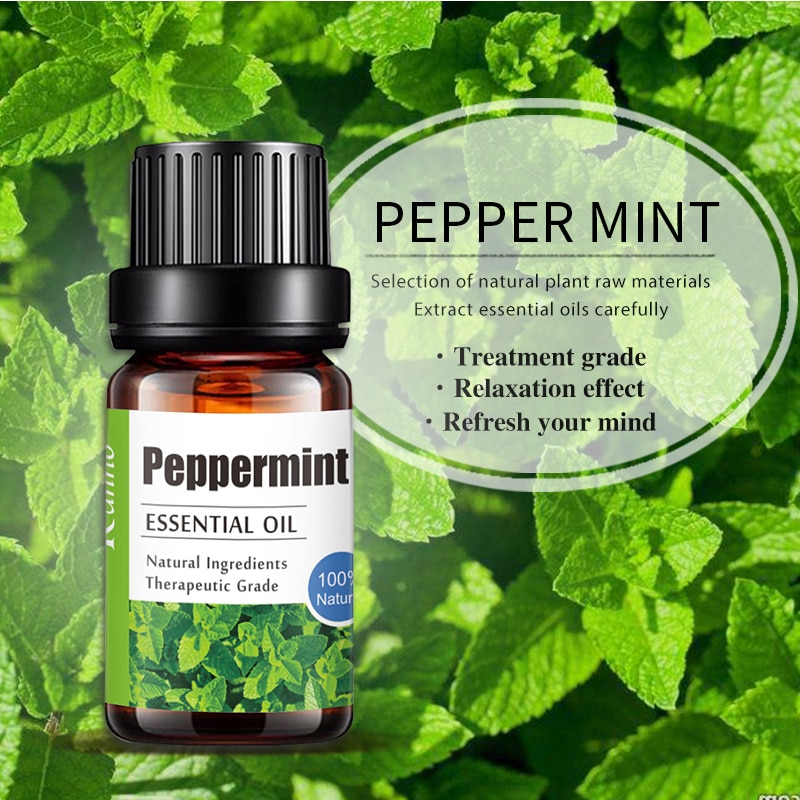 PEPPER MINT
Selection of natural plant raw materials
Extract essential oils carefully
· Treatment grade
· Relaxation effect
· Refresh your mind
Peppermint
ESSENTIAL OIL
Natural Ingredients
Therapeutic Grade
100%
Natur